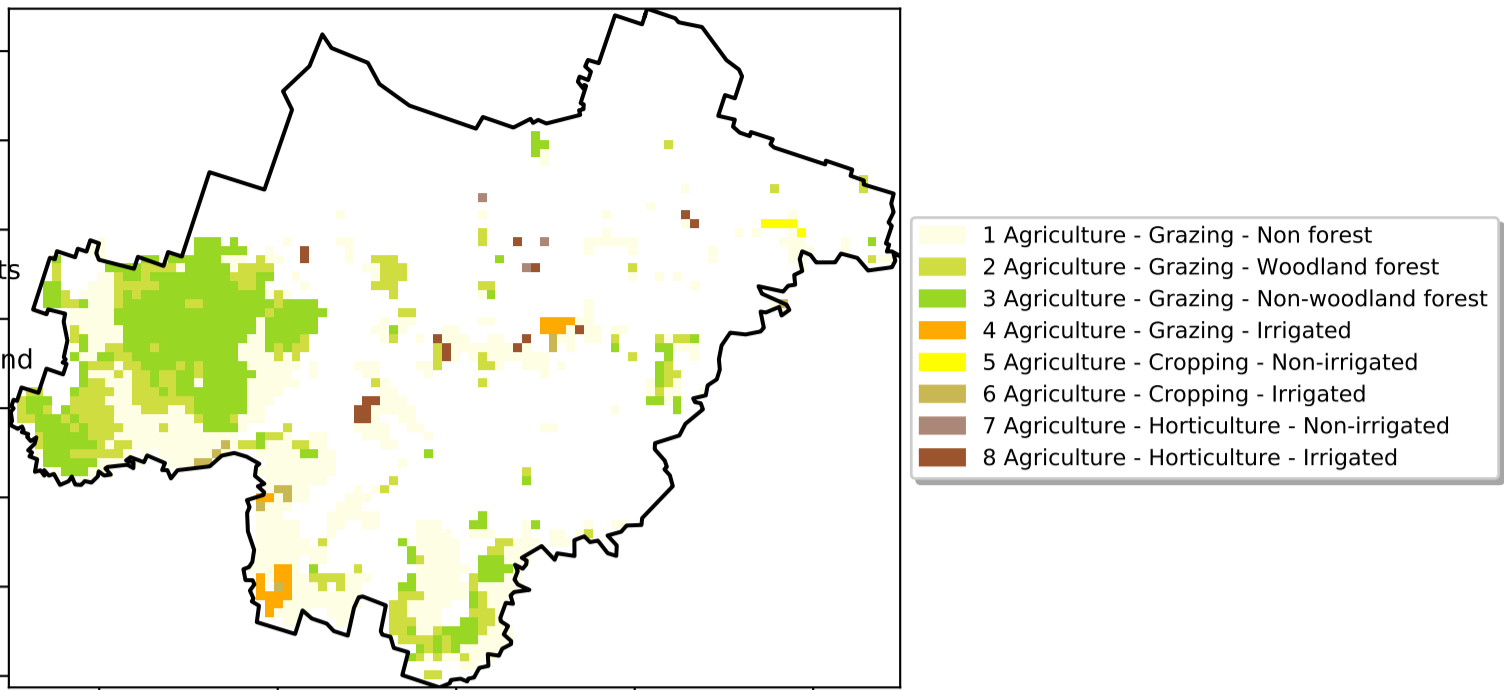 ts
nd
1 Agriculture - Grazing - Non forest
2 Agriculture - Grazing - Woodland forest
3 Agriculture - Grazing - Non-woodland forest
4 Agriculture - Grazing - Irrigated
5 Agriculture - Cropping - Non-irrigated
6 Agriculture - Cropping - Irrigated
7 Agriculture - Horticulture - Non-irrigated
8 Agriculture - Horticulture - Irrigated